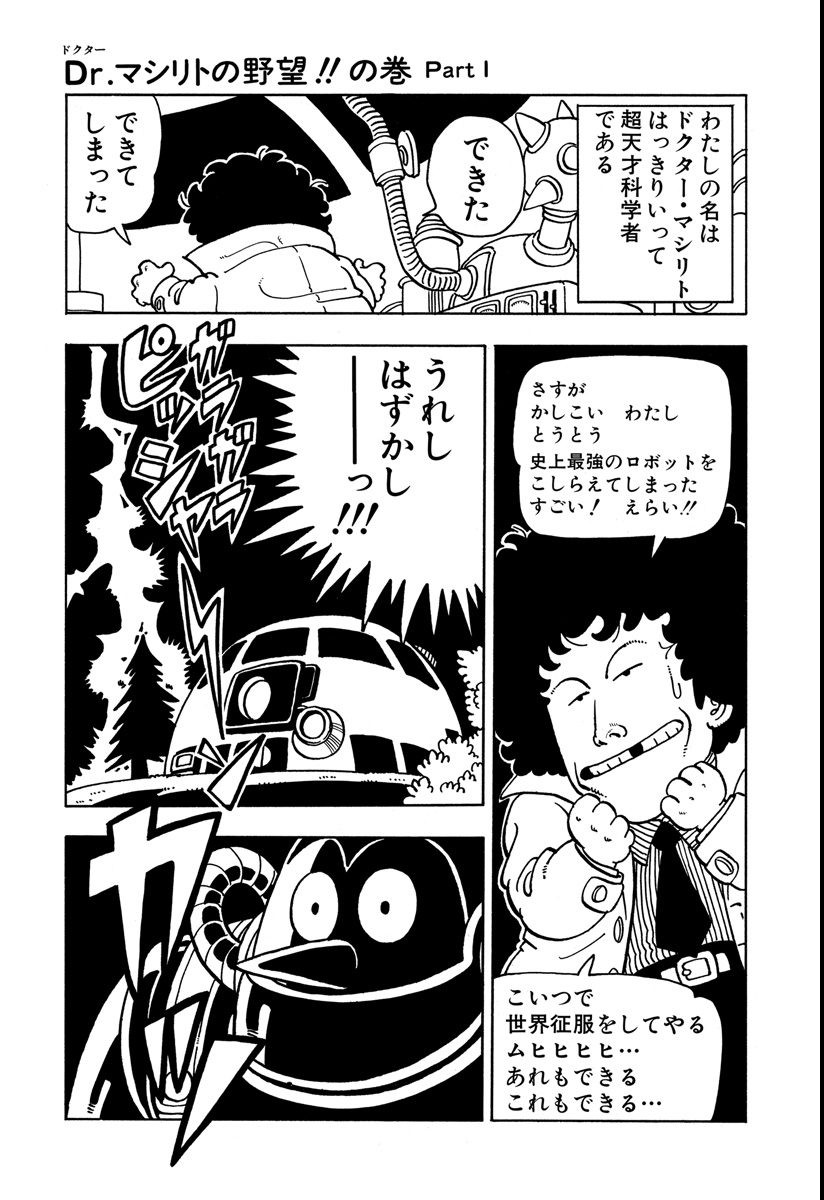 ドクター
Dr.マシリトの野望!!の巻 Part 1
わたしの名は
ドクター・マシリト
はっきりいって
超天才科学者
である
できた
できて
しまった
さすが
かしこい わたし
とうとう
史上最強のロボットを
こしらえてしまった
すごい! えらい!!
うれし
はずかし
ーっ
!!!
ガラガラ
ピッシャ
こいつで
世界征服をしてやる
ムヒヒヒヒ…
あれもできる
これもできる…
カッ